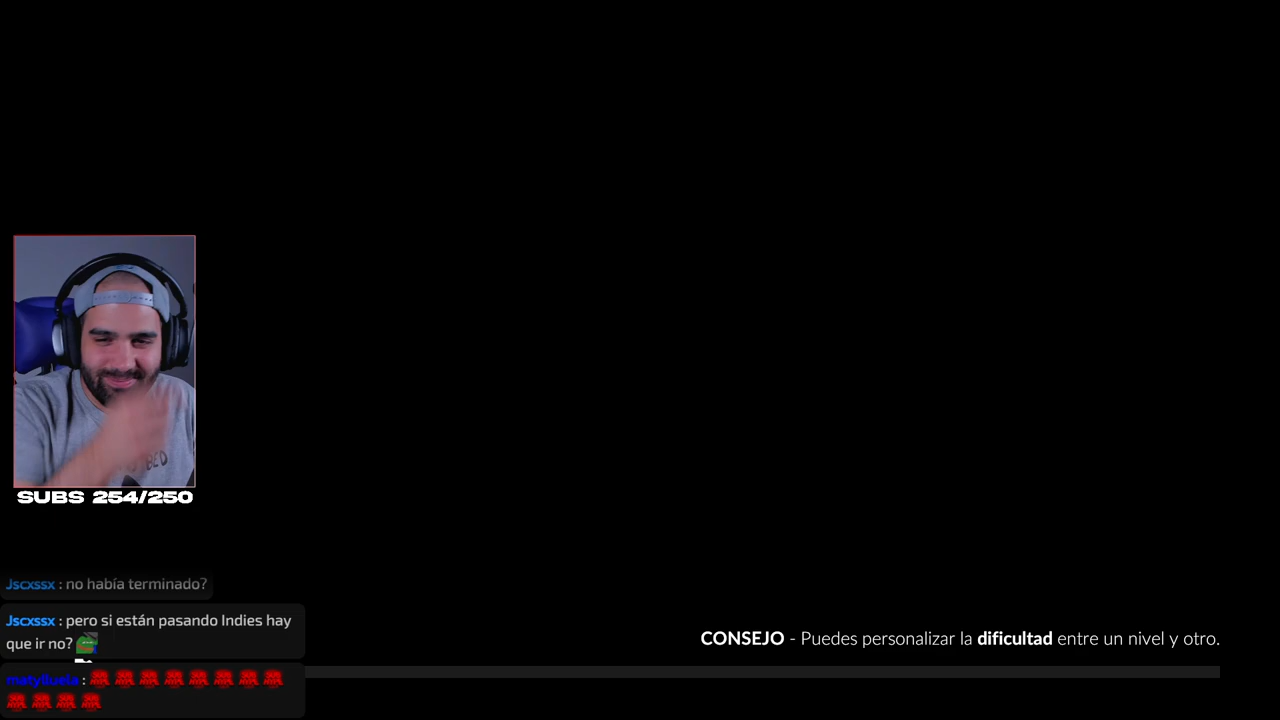 SUBS 254/250
Jscxssx : no había terminado?
Jscxssx : pero si están pasando Indies hay
que ir no?
matylluela :
CONSEJO - Puedes personalizar la dificultad entre un nivel y otro.